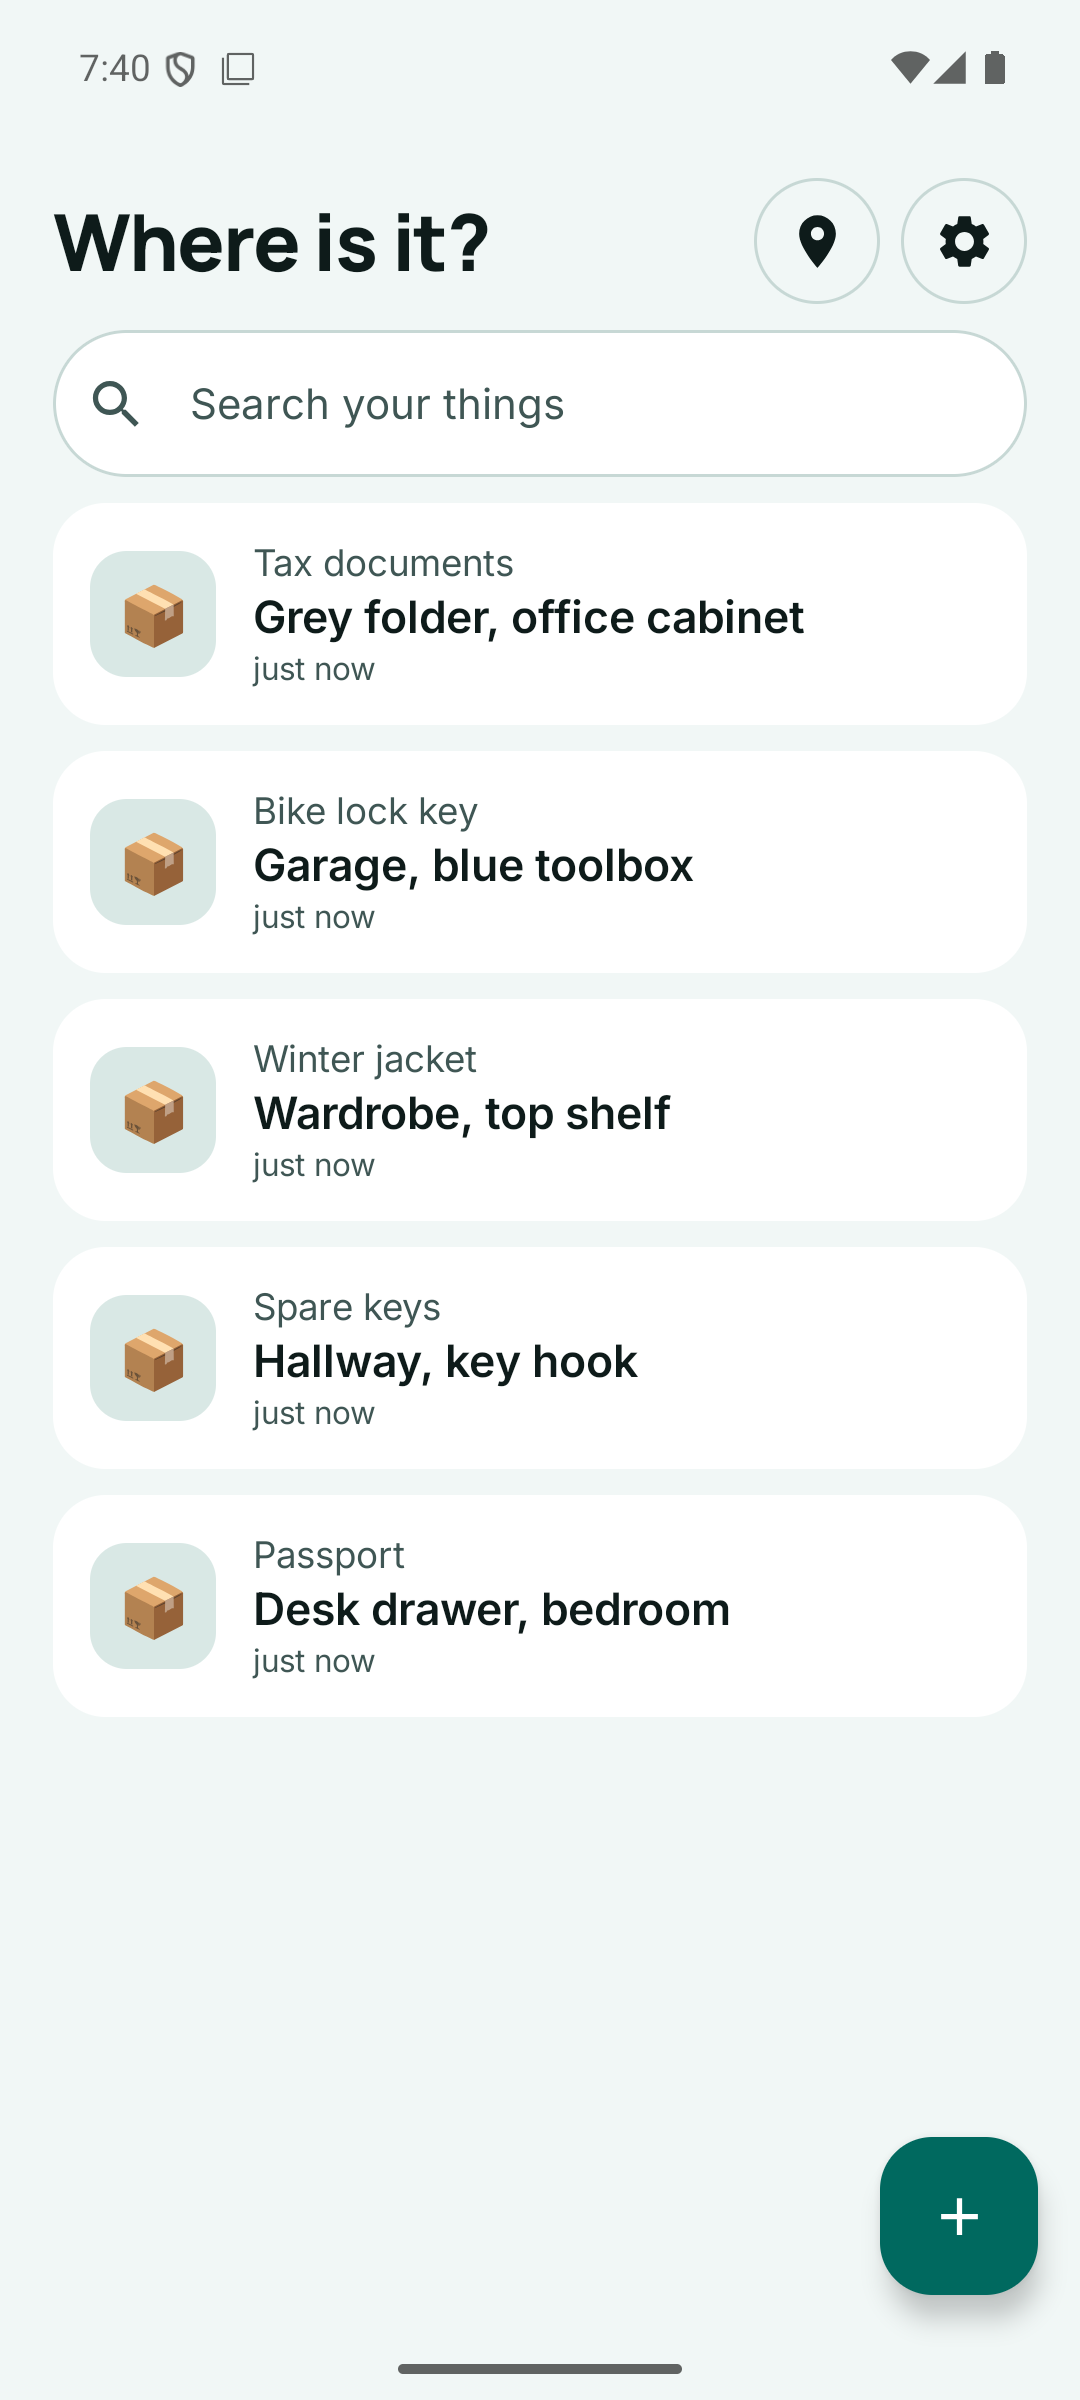 7:40
Where is it?
Search your things
Tax documents
Grey folder, office cabinet
just now
Bike lock key
Garage, blue toolbox
just now
Winter jacket
Wardrobe, top shelf
just now
Spare keys
Hallway, key hook
just now
Passport
Desk drawer, bedroom
just now